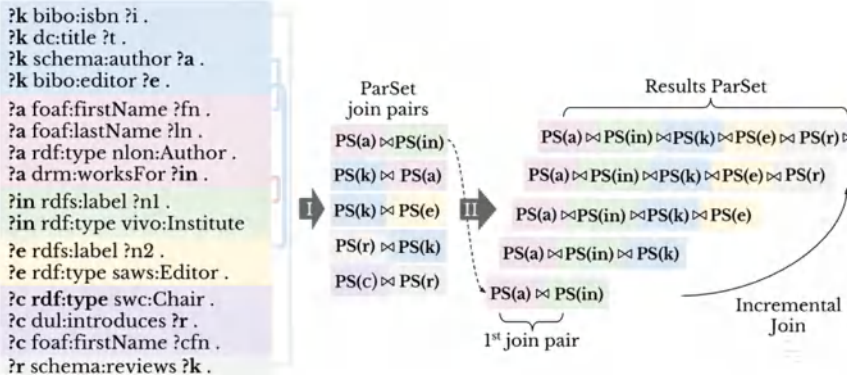 ?k bibo:isbn ?i .
?k dc:title ?t .
?k schema:author ?a .
?k bibo:editor ?e .
?a foaf:firstName ?fn .
?a foaf:lastName ?ln .
?a rdf:type nlon:Author .
?a drm:worksFor ?in .
?in rdfs:label ?n1 .
?in rdf:type vivo:Institute
?e rdfs:label ?n2 .
?e rdf:type saws:Editor .
?c rdf:type swc:Chair .
?c dul:introduces ?r .
?c foaf:firstName ?cfn .
?r schema:reviews ?k .
I
ParSet
join pairs
PS(a) ⋈PS(in)
PS(k) ⋈ PS(a)
PS(k) ⋈ PS(e)
PS(r) ⋈ PS(k)
PS(c) ⋈ PS(r)
II
Results ParSet
PS(a) ⋈ PS(in) ⋈PS(k) ⋈PS(e) ⋈ PS(r) ⋈
PS(a) ⋈ PS(in) ⋈ PS(k) ⋈ PS(e) ⋈ PS(r)
PS(a) ⋈PS(in) ⋈PS(k) ⋈ PS(e)
PS(a) ⋈PS(in) ⋈ PS(k)
PS(a) ⋈ PS(in)
1st join pair
Incremental
Join